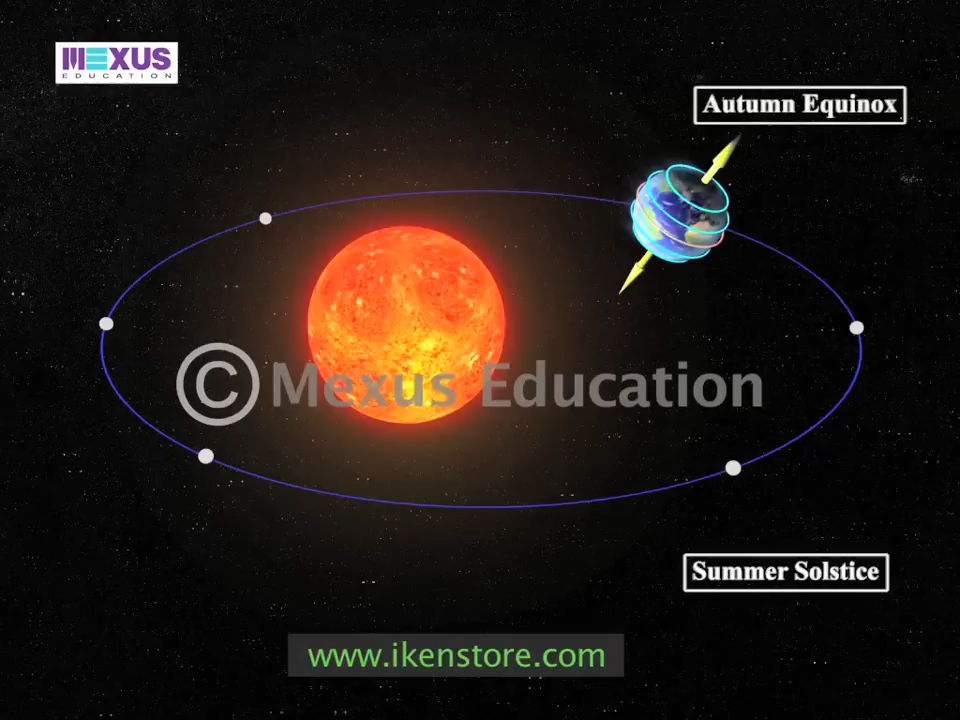 MEXUS
EDUCATION
Autumn Equinox
© Mexus Education
Summer Solstice
www.ikenstore.com